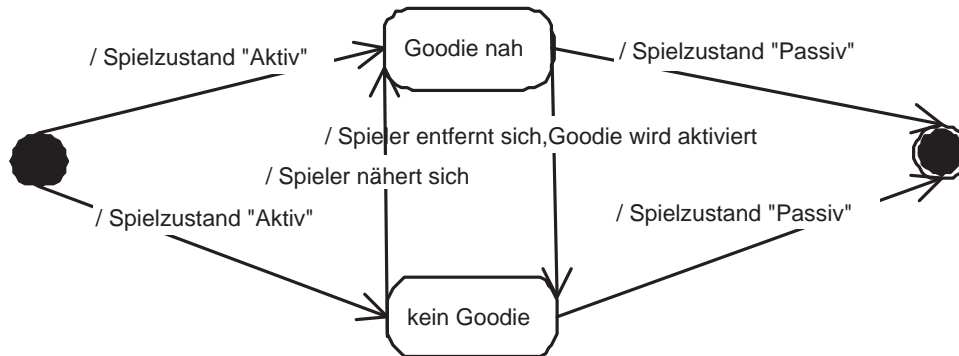 Goodie nah
/ Spielzustand "Aktiv"
/ Spielzustand "Passiv"
/ Spieler entfernt sich,Goodie wird aktiviert
/ Spieler nähert sich
/ Spielzustand "Aktiv"
/ Spielzustand "Passiv"
kein Goodie